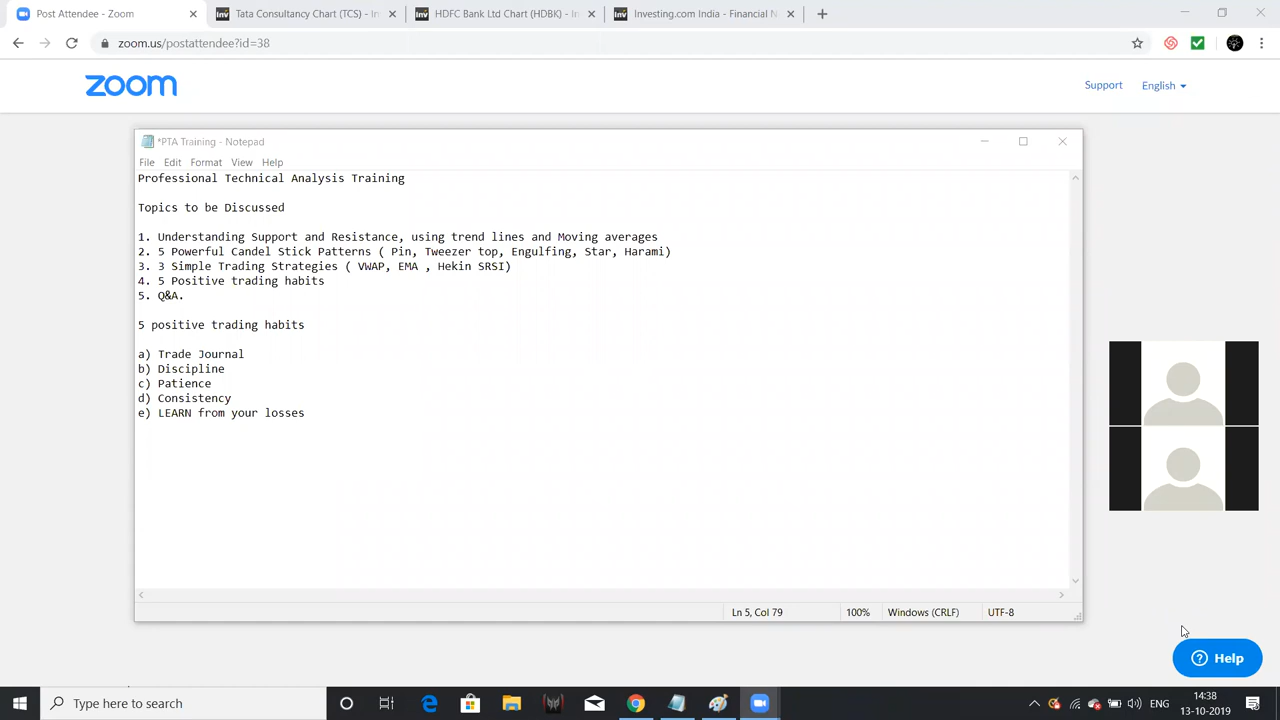 Post Attendee - Zoom
Tata Consultancy Chart (TCS) - In
HDFC Bank Ltd Chart (HDBK) - In
Investing.com India - Financial N
zoom.us/postattendee?id=38
zoom
Support
English
*PTA Training - Notepad
File Edit Format View Help
Professional Technical Analysis Training
Topics to be Discussed
1. Understanding Support and Resistance, using trend lines and Moving averages
2. 5 Powerful Candel Stick Patterns ( Pin, Tweezer top, Engulfing, Star, Harami)
3. 3 Simple Trading Strategies ( VWAP, EMA , Hekin SRSI)
4. 5 Positive trading habits
5. Q&A.
5 positive trading habits
a) Trade Journal
b) Discipline
c) Patience
d) Consistency
e) LEARN from your losses
Ln 5, Col 79
100%
Windows (CRLF)
UTF-8
Help
Type here to search
ENG
14:38
13-10-2019